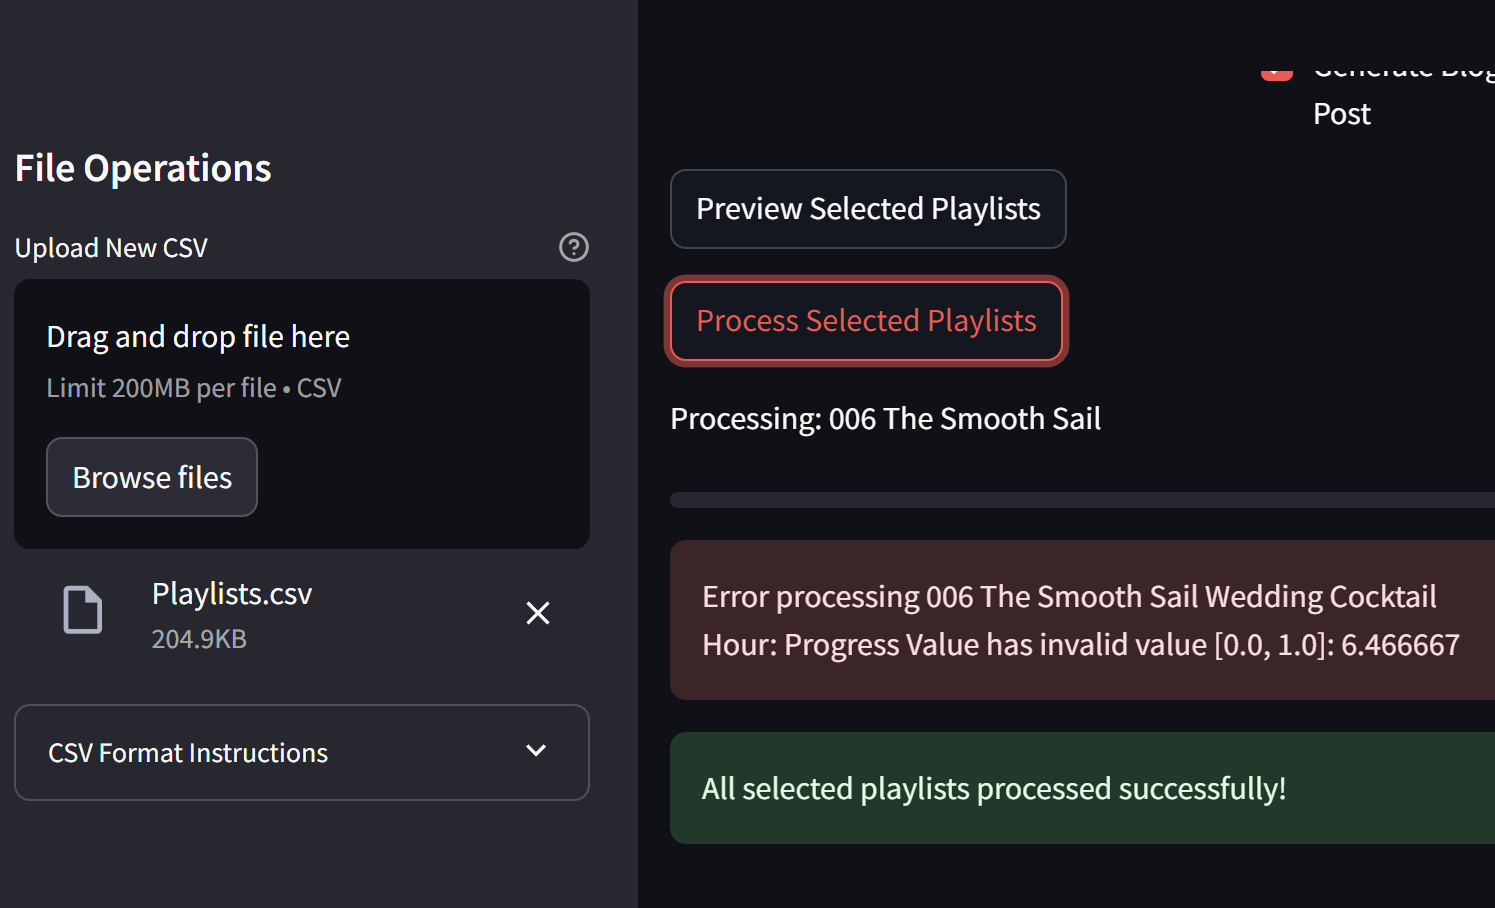 File Operations
Upload New CSV
Drag and drop file here
Limit 200MB per file • CSV
Browse files
Playlists.csv
204.9KB
CSV Format Instructions
Generate Blog
Post
Preview Selected Playlists
Process Selected Playlists
Processing: 006 The Smooth Sail
Error processing 006 The Smooth Sail Wedding Cocktail
Hour: Progress Value has invalid value [0.0, 1.0]: 6.466667
All selected playlists processed successfully!